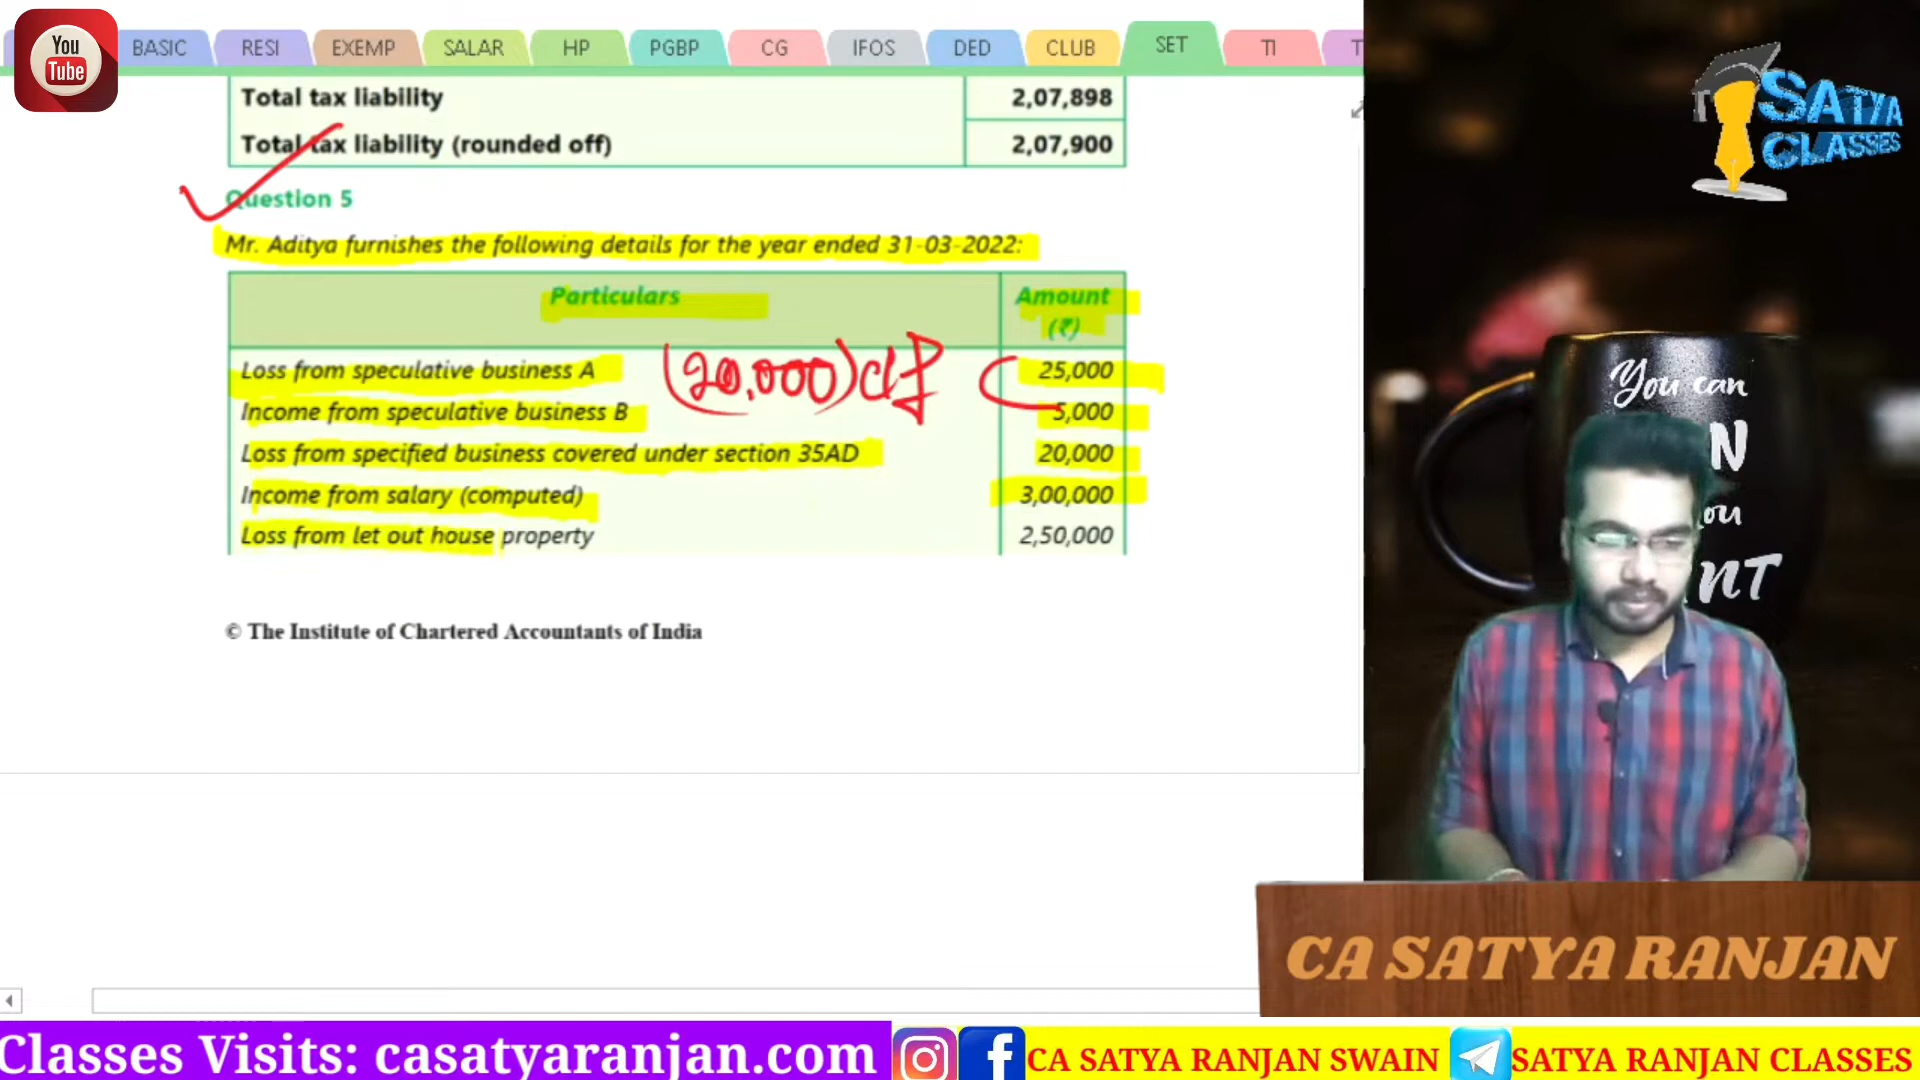 You
Tube
BASIC RESI EXEMP SALAR HP PGBP CG IFOS DED CLUB SET TI T
Total tax liability 2,07,898
Total tax liability (rounded off) 2,07,900
Question 5
Mr. Aditya furnishes the following details for the year ended 31-03-2022:
Particulars Amount
(₹)
Loss from speculative business A (20,000) cf 25,000
Income from speculative business B 5,000
Loss from specified business covered under section 35AD 20,000
Income from salary (computed) 3,00,000
Loss from let out house property 2,50,000
© The Institute of Chartered Accountants of India
SATYA
CLASSES
You can
N
ou
NT
CA SATYA RANJAN
Classes Visits: casatyaranjan.com
CA SATYA RANJAN SWAIN
SATYA RANJAN CLASSES